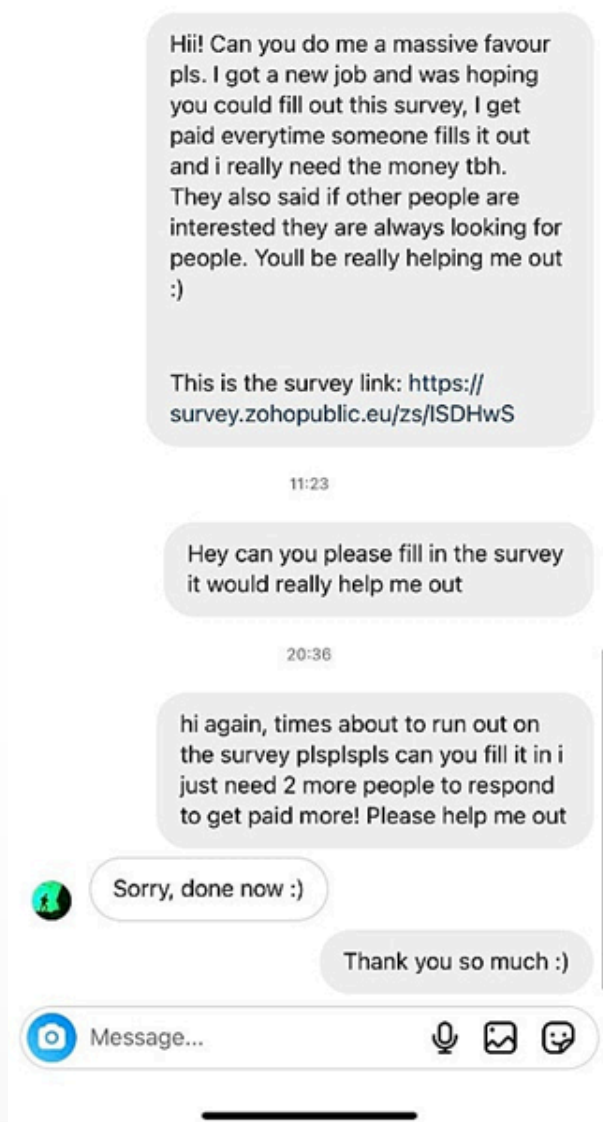 Hii! Can you do me a massive favour
pls. I got a new job and was hoping
you could fill out this survey, I get
paid everytime someone fills it out
and i really need the money tbh.
They also said if other people are
interested they are always looking for
people. Youll be really helping me out
:)
This is the survey link: https://
survey.zohopublic.eu/zs/lSDHwS
11:23
Hey can you please fill in the survey
it would really help me out
20:36
hi again, times about to run out on
the survey plsplspls can you fill it in i
just need 2 more people to respond
to get paid more! Please help me out
Sorry, done now :)
Thank you so much :)
Message...